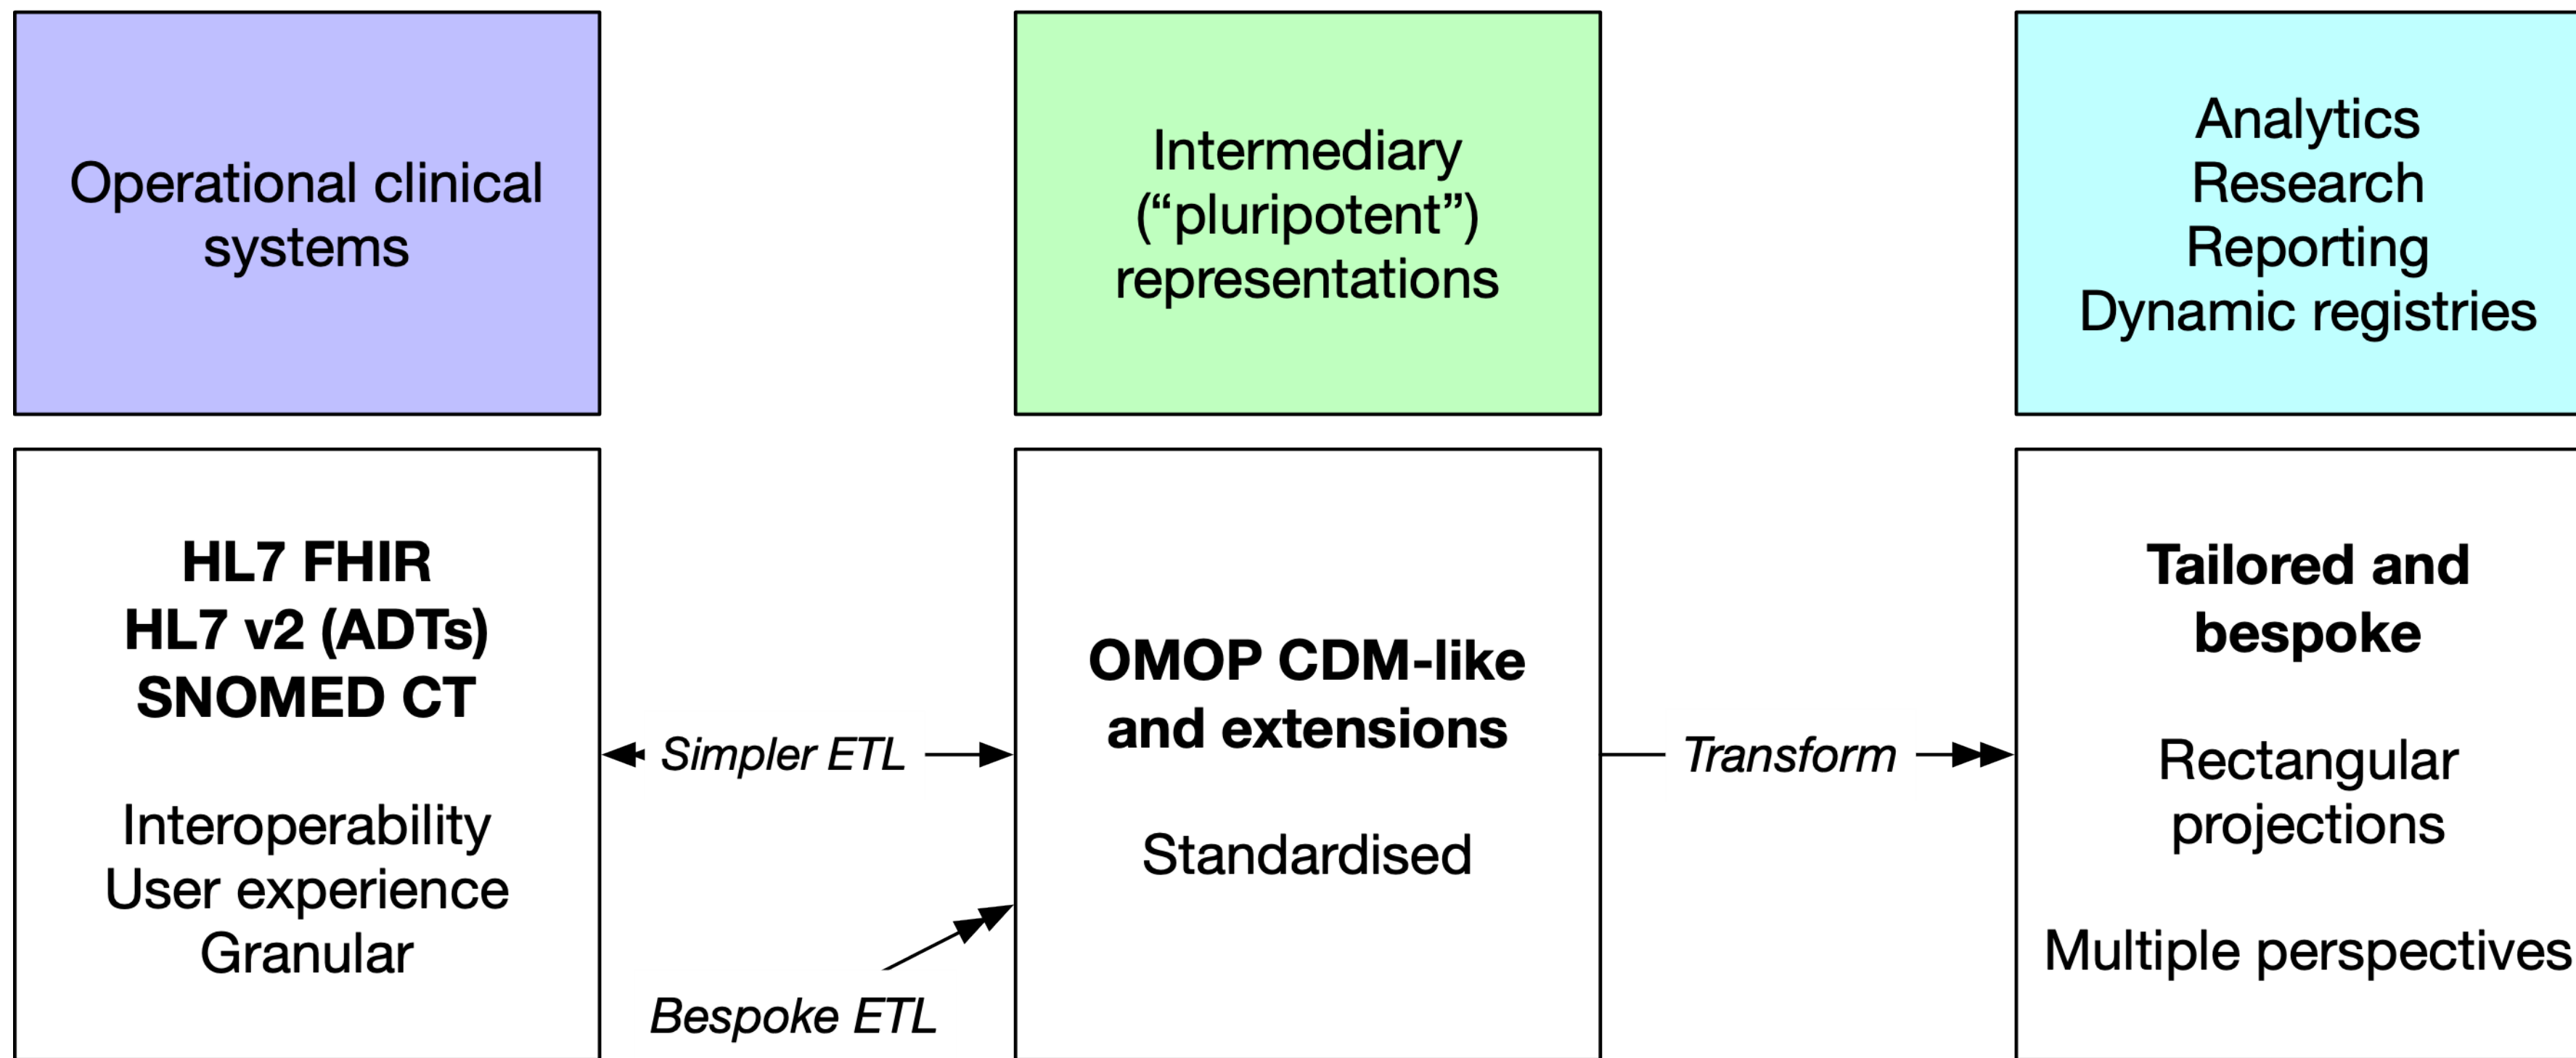 Operational clinical
systems
Intermediary
(“pluripotent”)
representations
Analytics
Research
Reporting
Dynamic registries
HL7 FHIR
HL7 v2 (ADTs)
SNOMED CT
Interoperability
User experience
Granular
Simpler ETL
Bespoke ETL
OMOP CDM-like
and extensions
Standardised
Transform
Tailored and
bespoke
Rectangular
projections
Multiple perspectives